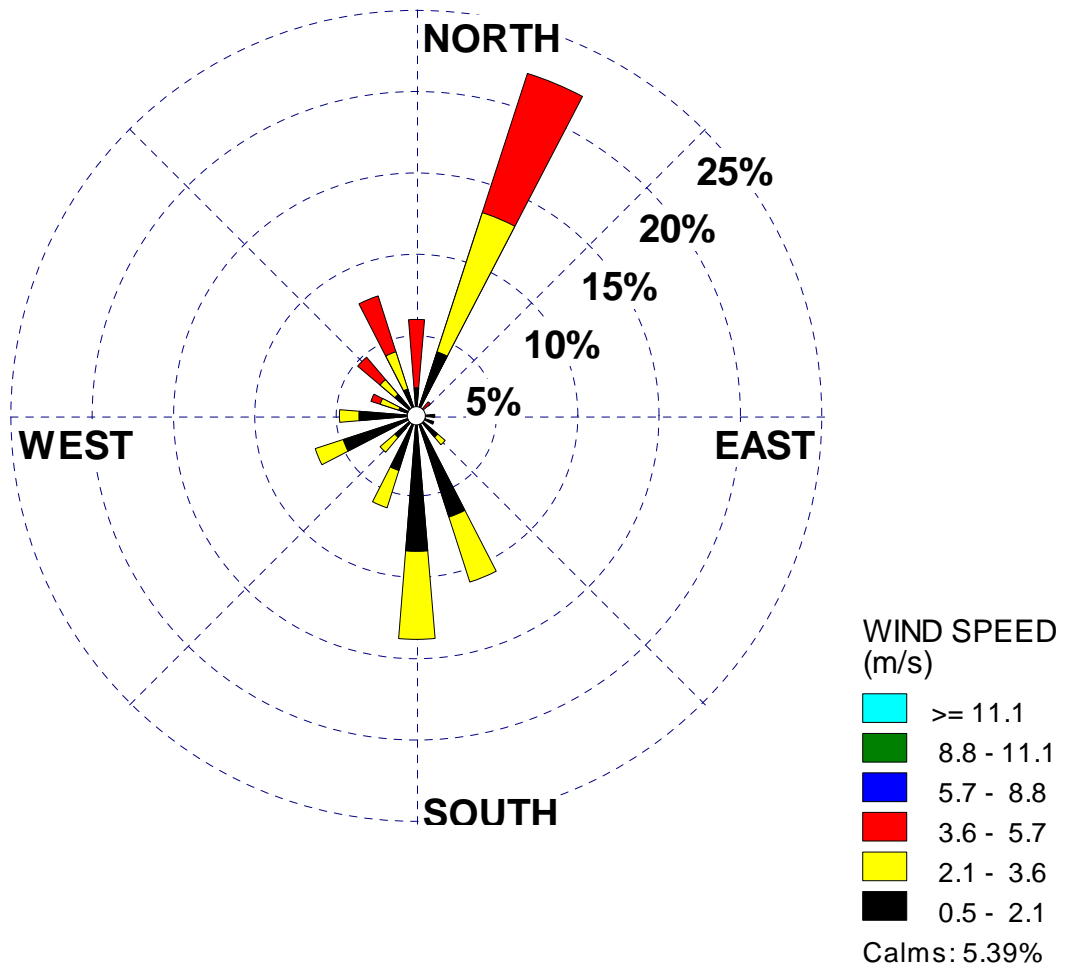 NORTH
25%
20%
15%
10%
5%
WEST
EAST
SOUTH
WIND SPEED
(m/s)
>= 11.1
8.8 - 11.1
5.7 - 8.8
3.6 - 5.7
2.1 - 3.6
0.5 - 2.1
Calms: 5.39%